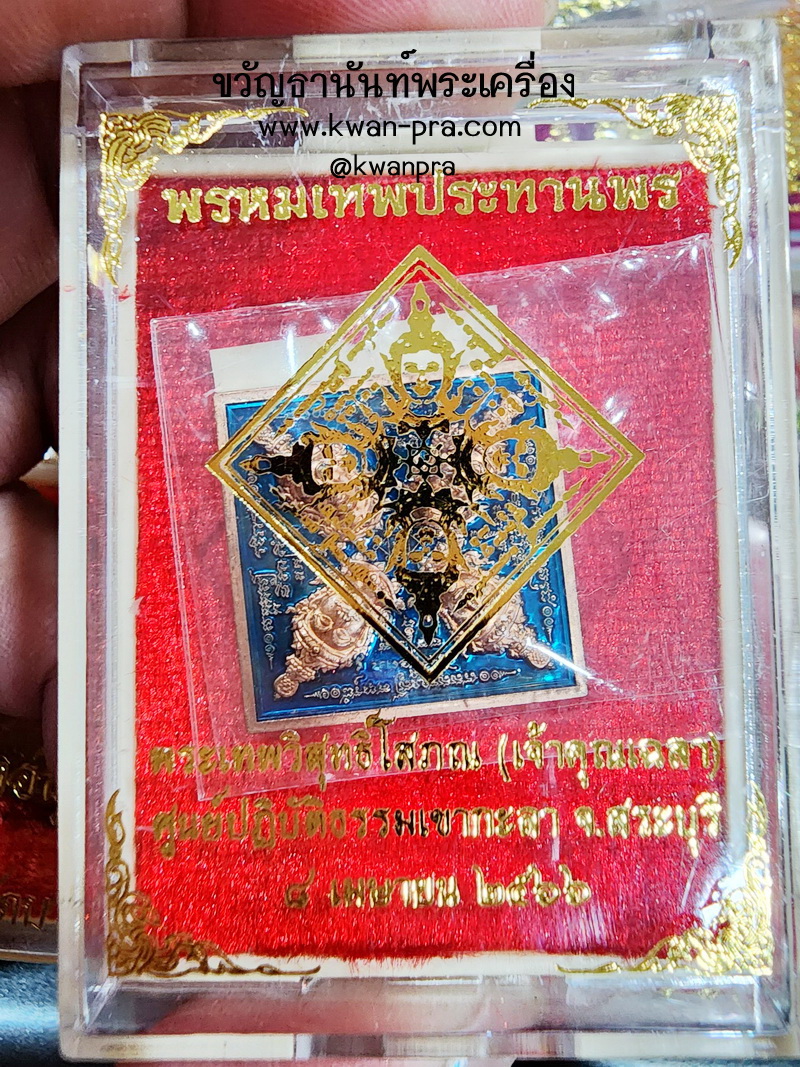 ขวัญธานันท์พระเครื่อง
www.kwan-pra.com
@kwanpra
พรหมเทพประทานพร
พระเทพวิสุทธิ์โสภณ (เจ้าคุณเฉลา)
ศูนย์ปฏิบัติธรรมเขากะลา จ.สระบุรี
๘ เมษายน ๒๕๖๖